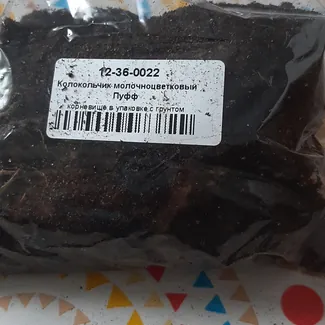 12-36-0022
Колокольчик молочноцветковый
Пуфф
корневище в упаковке с грунтом